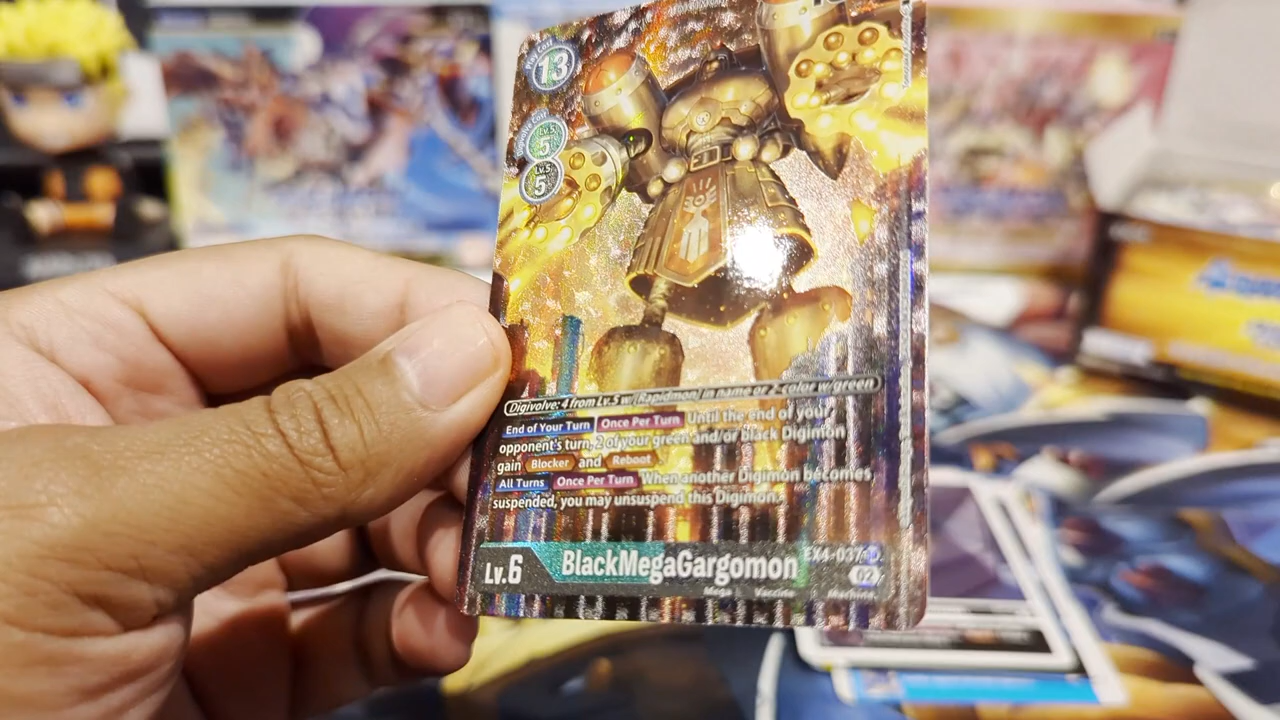 13
Evolve Cost
Lv.5
5
Lv.5
5
Digivolve: 4 from Lv.5 w/[Rapidmon] in name or 2-color w/green
End of Your Turn Once Per Turn Until the end of your
opponent's turn, 2 of your green and/or black Digimon
gain Blocker and Reboot
All Turns Once Per Turn When another Digimon becomes
suspended, you may unsuspend this Digimon.
Lv.6 BlackMegaGargomon EX4-037
Mega Vaccine Machine